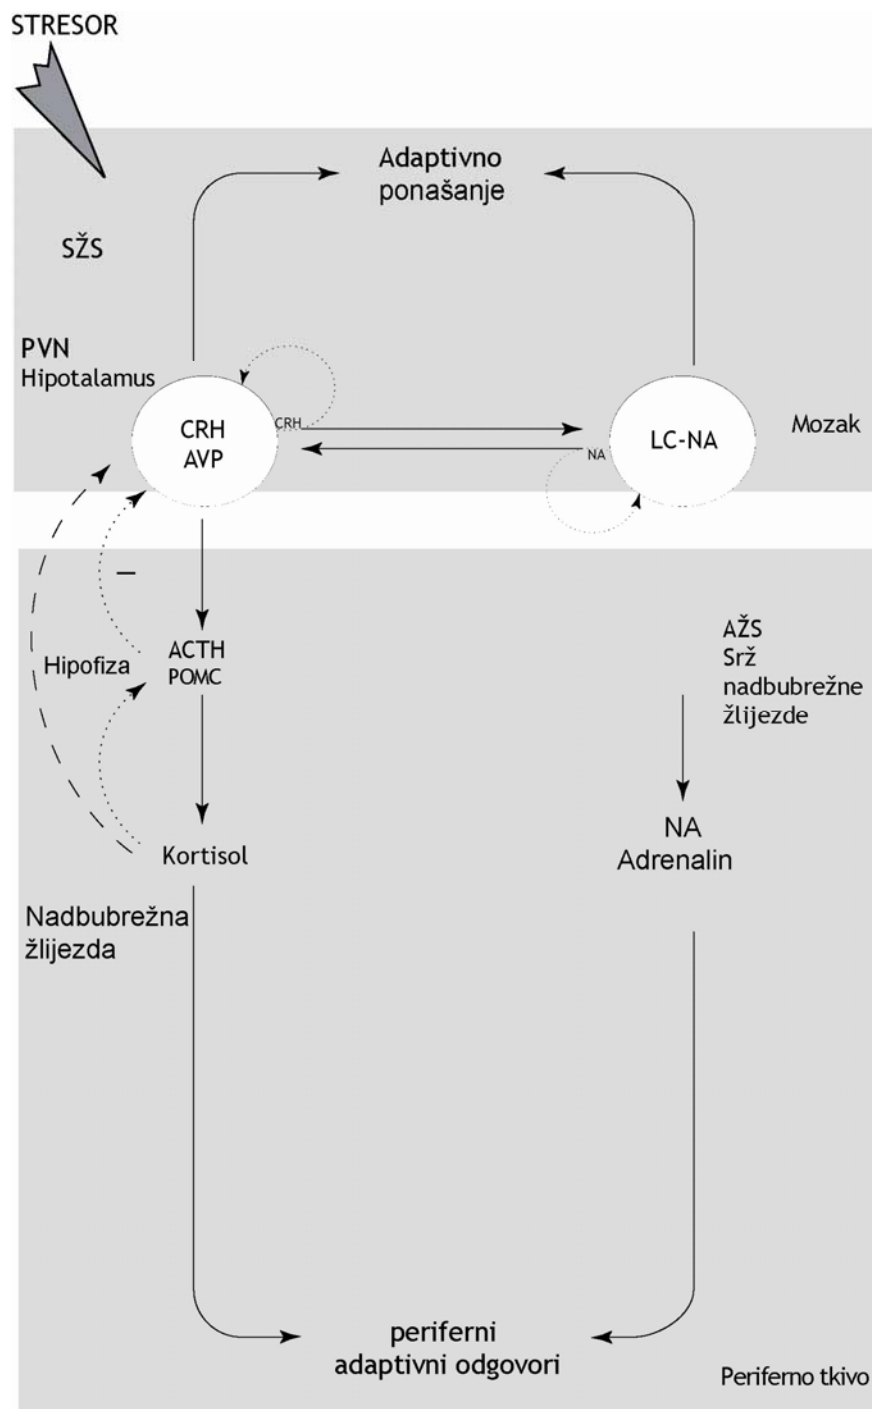 STRESOR
Adaptivno
ponašanje
SŽS
PVN
Hipotalamus
CRH
AVP
CRH
NA
LC-NA
Mozak
–
Hipofiza
ACTH
POMC
AŽS
Srž
nadbubrežne
žlijezde
Kortisol
NA
Adrenalin
Nadbubrežna
žlijezda
periferni
adaptivni odgovori
Periferno tkivo